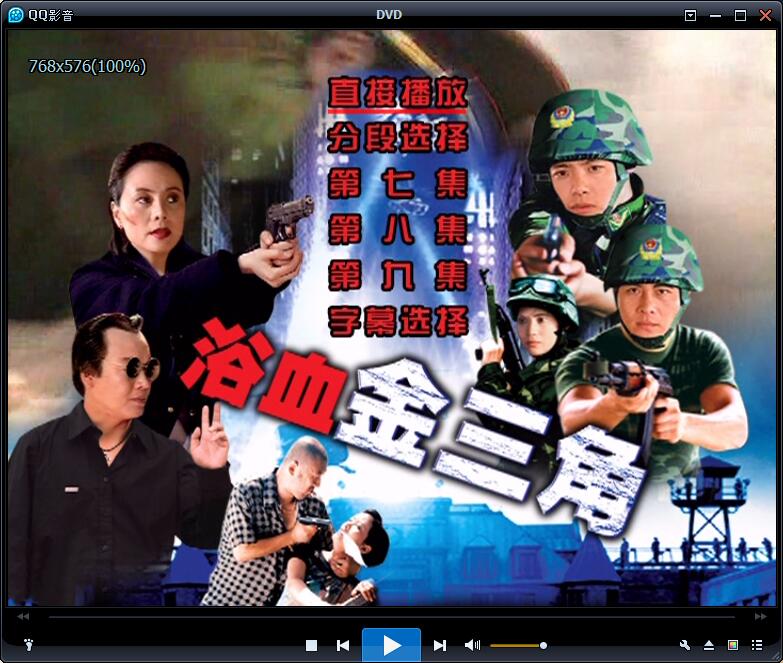 QQ影音
DVD
768x576(100%)
直接播放
分段选择
第七集
第八集
第九集
字幕选择
浴血金三角